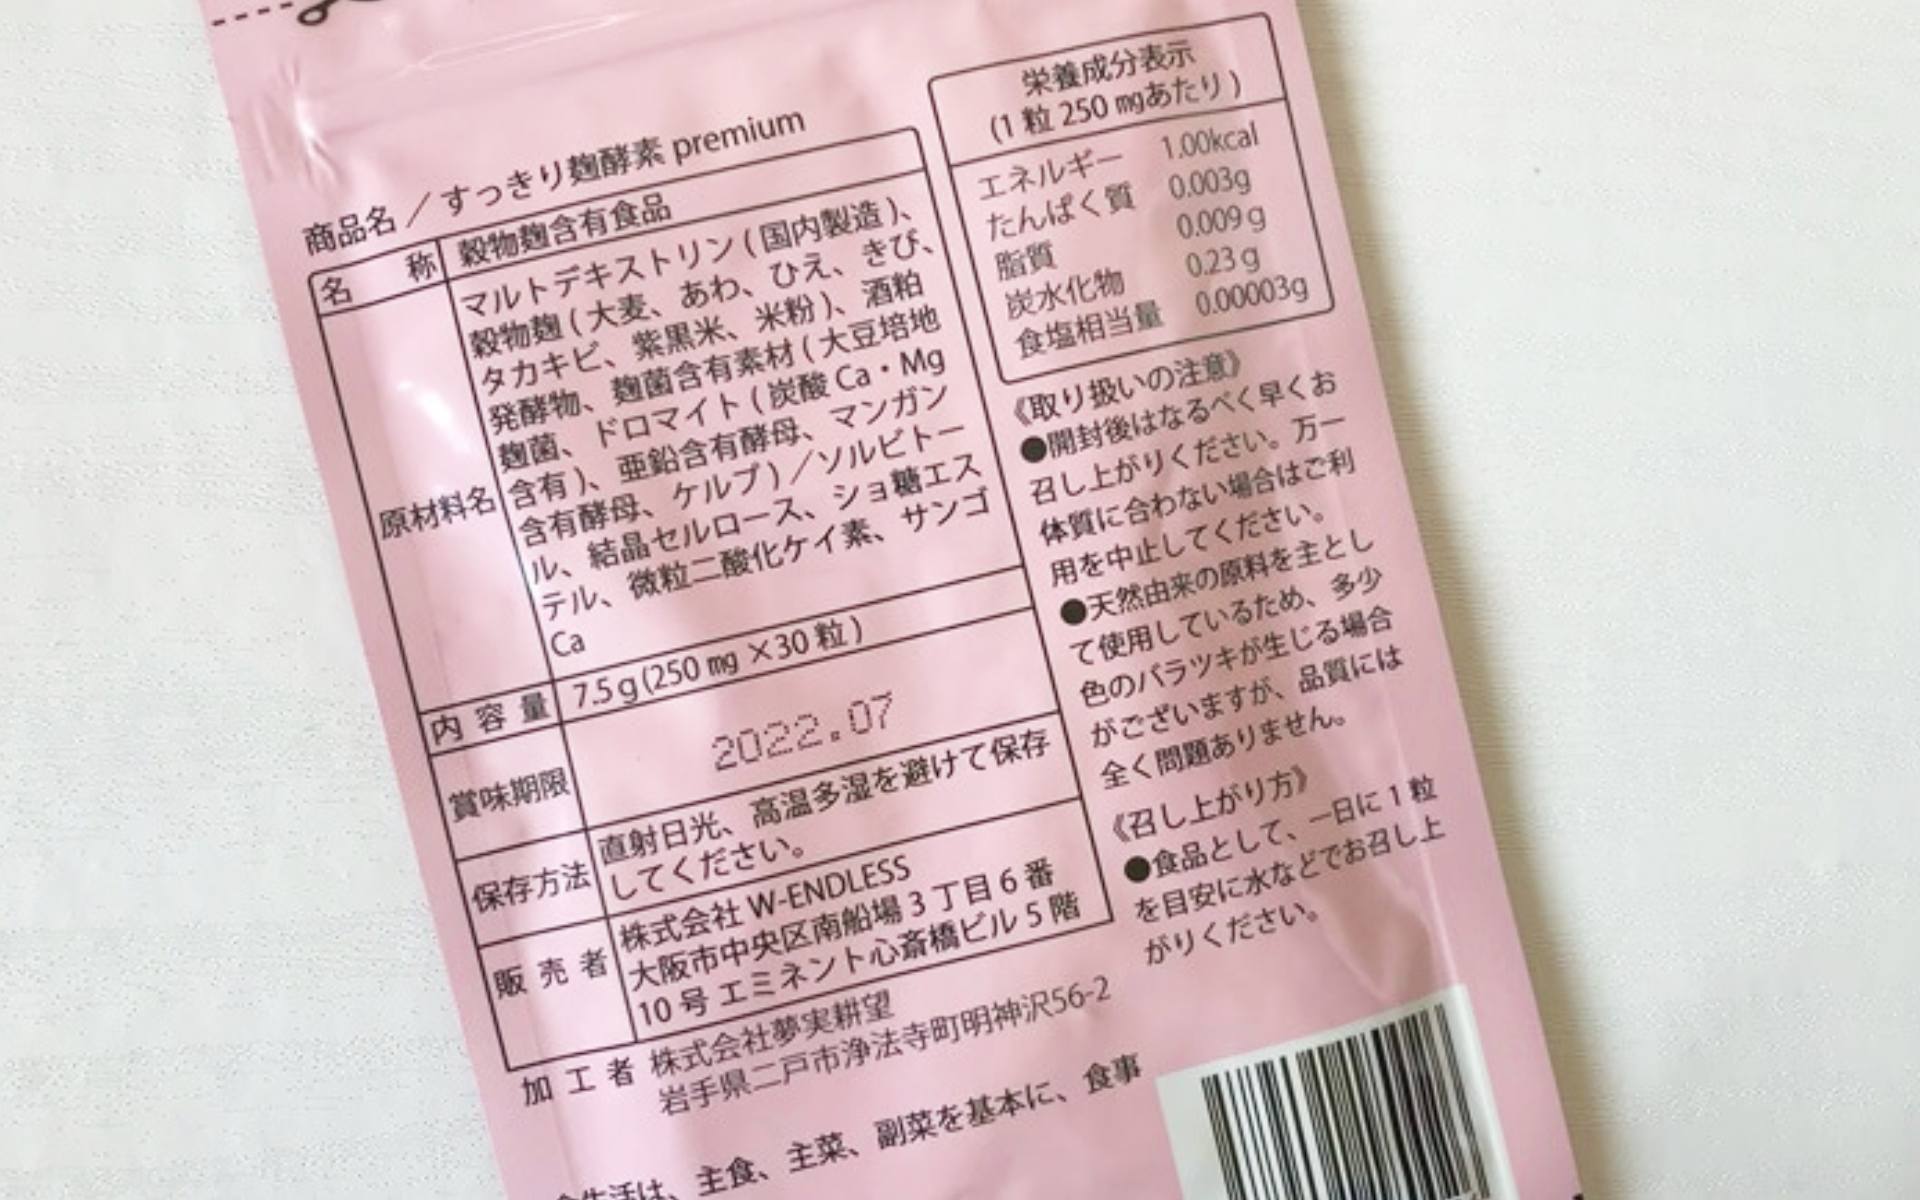 商品名／すっきり麹酵素 premium
名 称 穀物麹含有食品
原材料名
マルトデキストリン ( 国内製造 )、
穀物麹 ( 大麦、あわ、ひえ、きび、
タカキビ、紫黒米、米粉 )、酒粕
発酵物、麹菌含有素材 ( 大豆培地
麹菌、ドロマイト ( 炭酸 Ca・Mg
含有 )、亜鉛含有酵母、マンガン
含有酵母、ケルプ) ／ソルビトー
ル、結晶セルロース、ショ糖エス
テル、微粒二酸化ケイ素、サンゴ
Ca
内 容 量 7.5 g (250 ㎎ ×30 粒 )
賞味期限 2022.07
保存方法
直射日光、高温多湿を避けて保存
してください。
販 売 者
株式会社 W-ENDLESS
大阪市中央区南船場 3 丁目 6 番
10 号 エミネント心斎橋ビル 5 階
加 工 者 株式会社夢実耕望
岩手県二戸市浄法寺町明神沢56-2
食生活は、主食、主菜、副菜を基本に、食事
栄養成分表示
(1 粒 250 ㎎あたり )
エネルギー 1.00kcal
たんぱく質 0.003g
脂質 0.009 g
炭水化物 0.23 g
食塩相当量 0.00003g
《取り扱いの注意》
●開封後はなるべく早くお
召し上がりください。万一
体質に合わない場合はご利
用を中止してください。
●天然由来の原料を主とし
て使用しているため、多少
色のバラツキが生じる場合
がございますが、品質には
全く問題ありません。
《召し上がり方》
●食品として、一日に 1 粒
を目安に水などでお召し上
がりください。